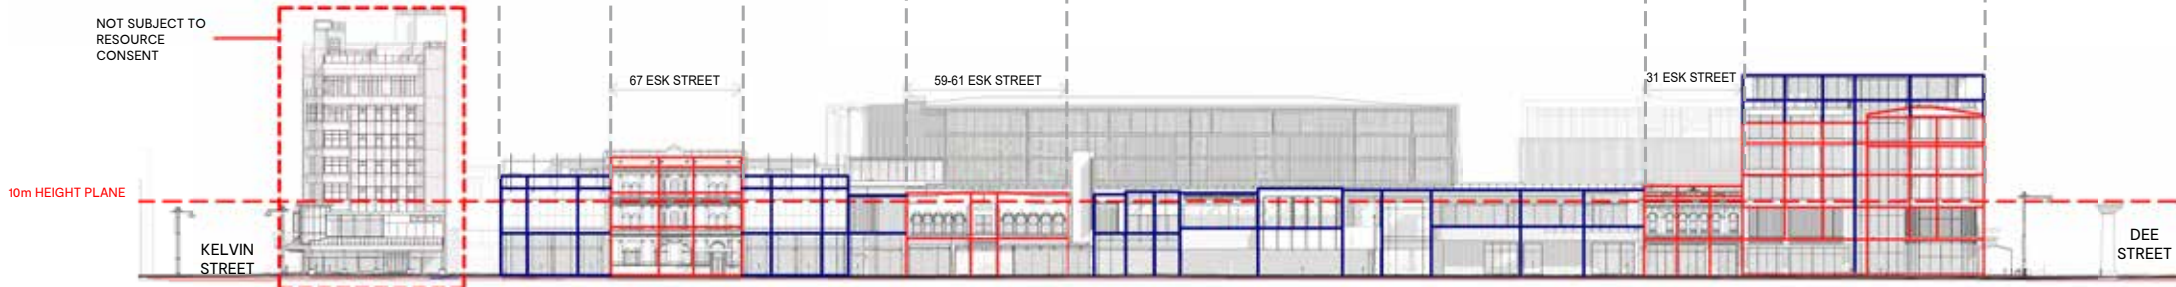 NOT SUBJECT TO
RESOURCE
CONSENT
67 ESK STREET
59-61 ESK STREET
31 ESK STREET
10m HEIGHT PLANE
KELVIN
STREET
DEE
STREET